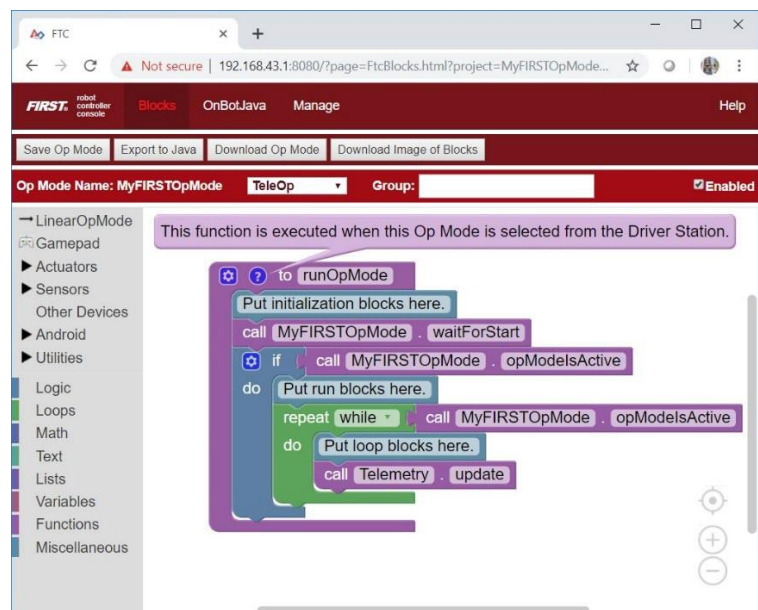 FTC
Not secure | 192.168.43.1:8080/?page=FtcBlocks.html?project=MyFIRSTOpMode...
FIRST. robot controller console Blocks OnBotJava Manage Help
Save Op Mode Export to Java Download Op Mode Download Image of Blocks
Op Mode Name: MyFIRSTOpMode TeleOp Group: Enabled
LinearOpMode
Gamepad
Actuators
Sensors
Other Devices
Android
Utilities
Logic
Loops
Math
Text
Lists
Variables
Functions
Miscellaneous
This function is executed when this Op Mode is selected from the Driver Station.
? to runOpMode
Put initialization blocks here.
call MyFIRSTOpMode . waitForStart
if call MyFIRSTOpMode . opModeIsActive
do Put run blocks here.
repeat while call MyFIRSTOpMode . opModeIsActive
do Put loop blocks here.
call Telemetry . update